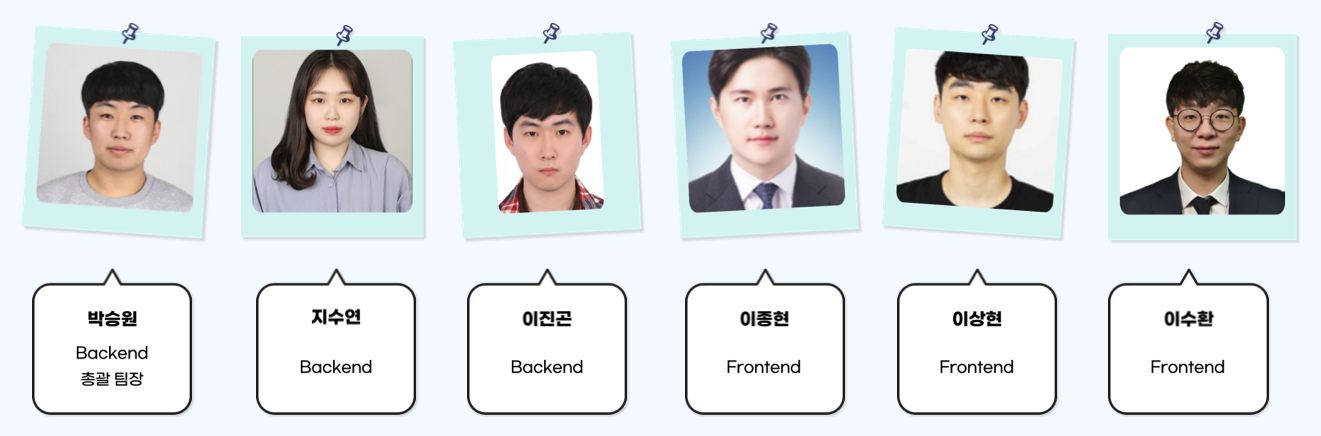 박승원
Backend
총괄 팀장
지수연
Backend
이진곤
Backend
이종현
Frontend
이상현
Frontend
이수환
Frontend